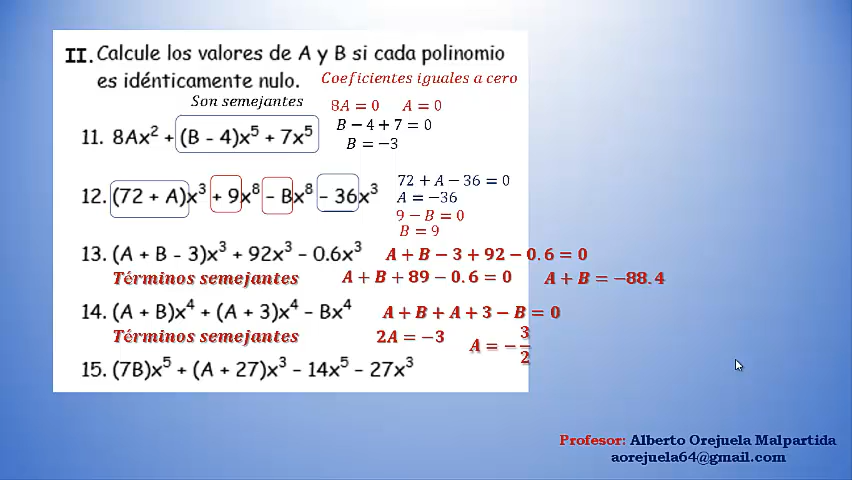 II. Calcule los valores de A y B si cada polinomio
es idénticamente nulo. Coeficientes iguales a cero
Son semejantes
8A = 0 A = 0
11. 8Ax² + (B - 4)x⁵ + 7x⁵
B − 4 + 7 = 0
B = −3
12. (72 + A)x³ + 9x⁸ - Bx⁸ - 36x³
72 + A − 36 = 0
A = −36
9 − B = 0
B = 9
13. (A + B - 3)x³ + 92x³ - 0.6x³ A + B − 3 + 92 − 0.6 = 0
Términos semejantes A + B + 89 − 0.6 = 0 A + B = −88.4
14. (A + B)x⁴ + (A + 3)x⁴ - Bx⁴ A + B + A + 3 − B = 0
Términos semejantes 2A = −3 A = −3/2
15. (7B)x⁵ + (A + 27)x³ - 14x⁵ - 27x³
Profesor: Alberto Orejuela Malpartida
aorejuela64@gmail.com